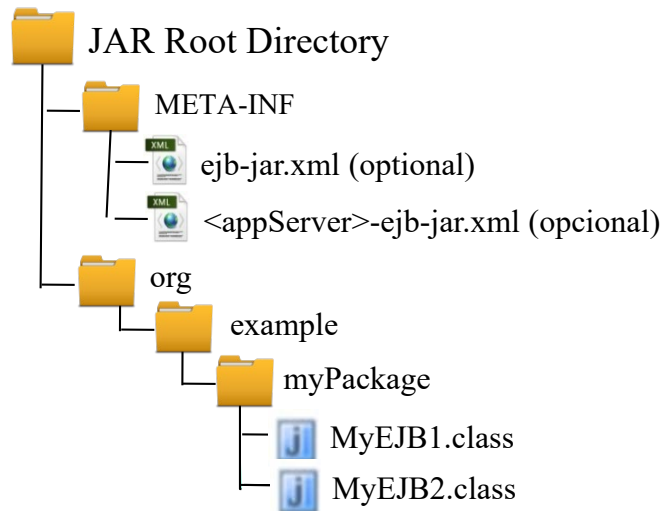 JAR Root Directory
META-INF
XML
ejb-jar.xml (optional)
XML
<appServer>-ejb-jar.xml (opcional)
org
example
myPackage
j MyEJB1.class
j MyEJB2.class